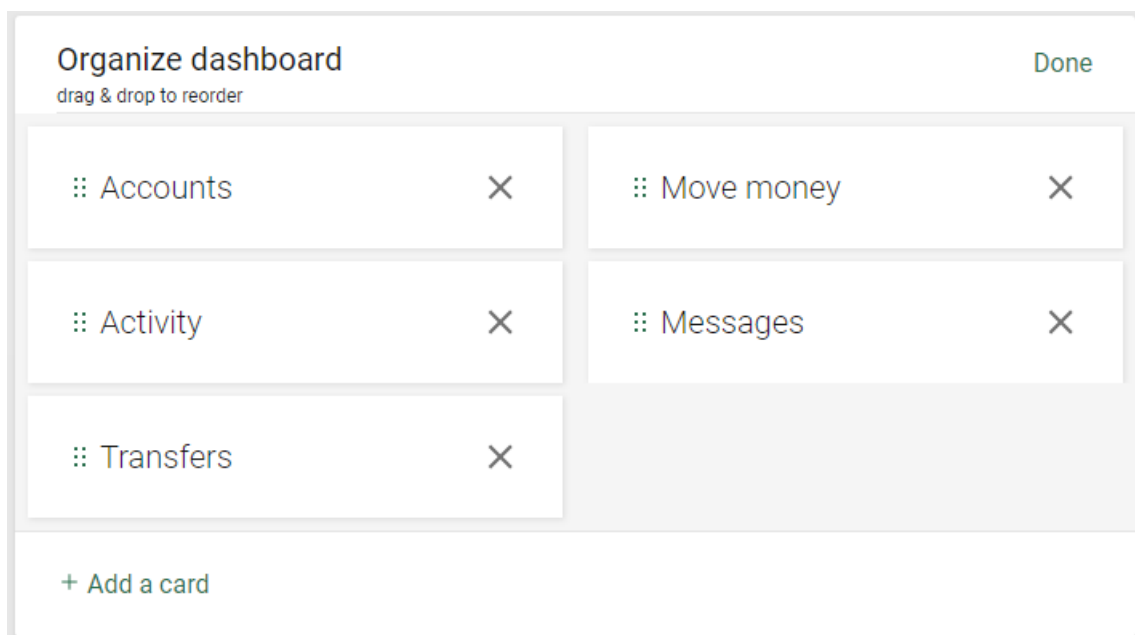 Organize dashboard
Done
drag & drop to reorder
Accounts
Move money
Activity
Messages
Transfers
+ Add a card